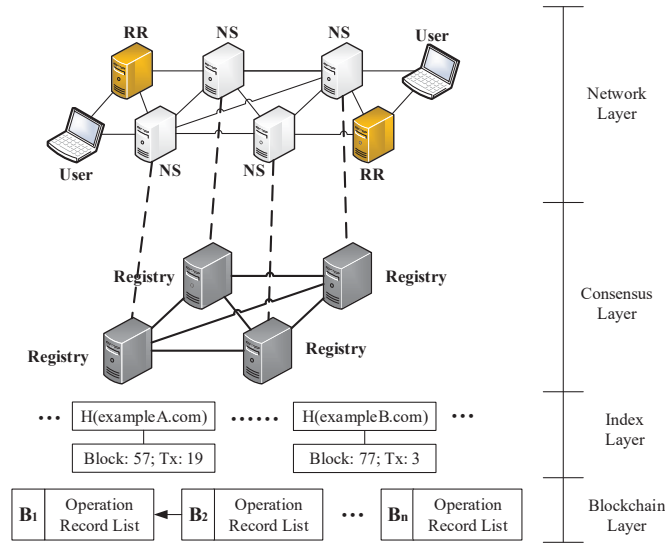 RR
NS
NS
User
Network
Layer
User
NS
NS
RR
Registry
Registry
Consensus
Layer
Registry
Registry
... H(exampleA.com) ...... H(exampleB.com) ...
Index
Layer
Block: 57; Tx: 19
Block: 77; Tx: 3
B1 Operation
Record List
B2 Operation
Record List
...
Bn Operation
Record List
Blockchain
Layer